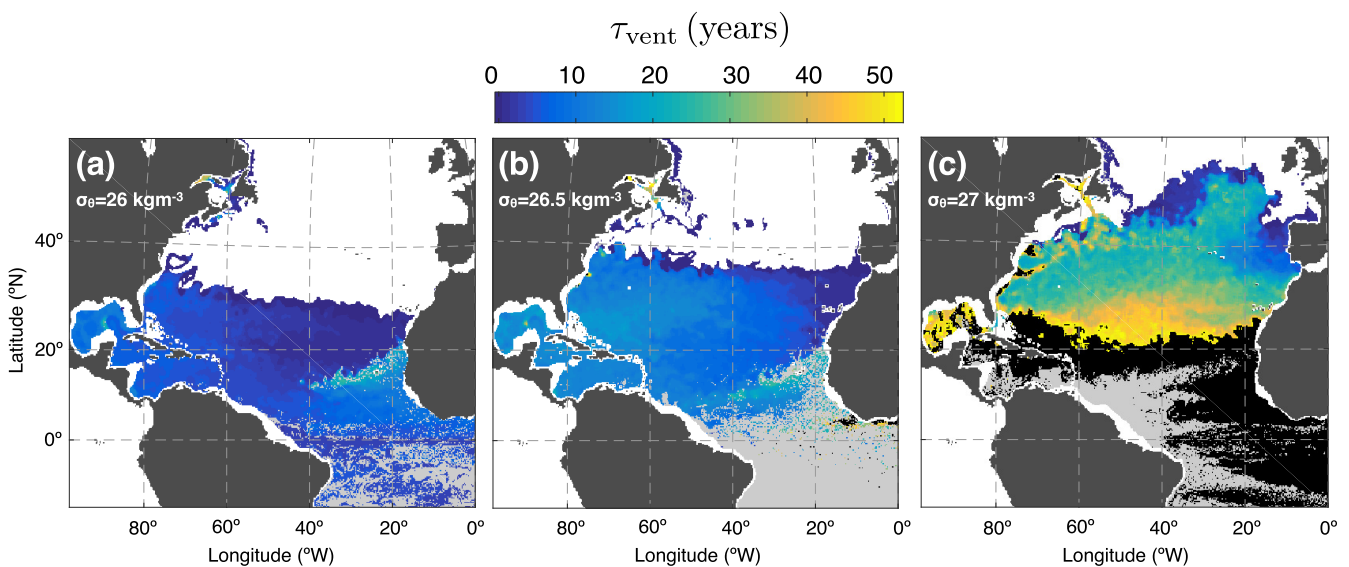 τvent (years)
0 10 20 30 40 50
(a) (b) (c)
σθ=26 kgm-3 σθ=26.5 kgm-3 σθ=27 kgm-3
40º
20º
0º
Latitude (ºN)
80º 60º 40º 20º 0º 80º 60º 40º 20º 80º 60º 40º 20º 0º
Longitude (ºW) Longitude (ºW) Longitude (ºW)